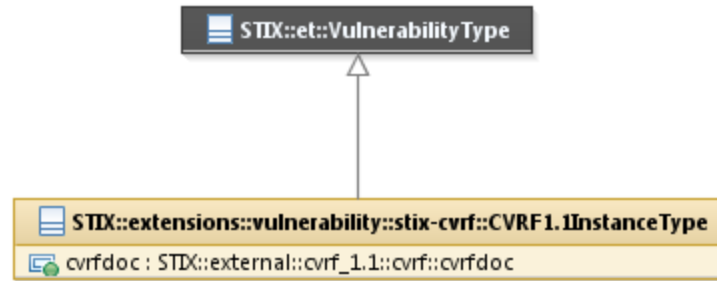 STIX::et::VulnerabilityType
STIX::extensions::vulnerability::stix-cvrf::CVRF1.1InstanceType
cvrfdoc : STIX::external::cvrf_1.1::cvrf::cvrfdoc